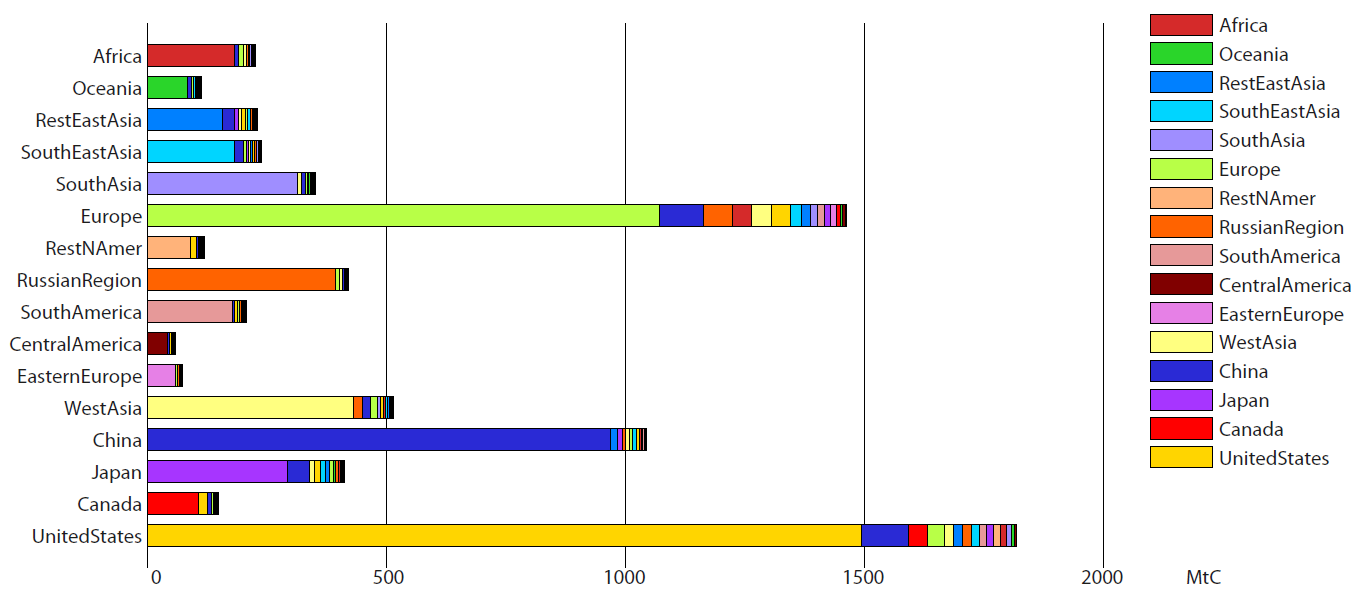 Africa
Oceania
RestEastAsia
SouthEastAsia
SouthAsia
Europe
RestNAmer
RussianRegion
SouthAmerica
CentralAmerica
EasternEurope
WestAsia
China
Japan
Canada
UnitedStates
0 500 1000 1500 2000 MtC
Africa
Oceania
RestEastAsia
SouthEastAsia
SouthAsia
Europe
RestNAmer
RussianRegion
SouthAmerica
CentralAmerica
EasternEurope
WestAsia
China
Japan
Canada
UnitedStates